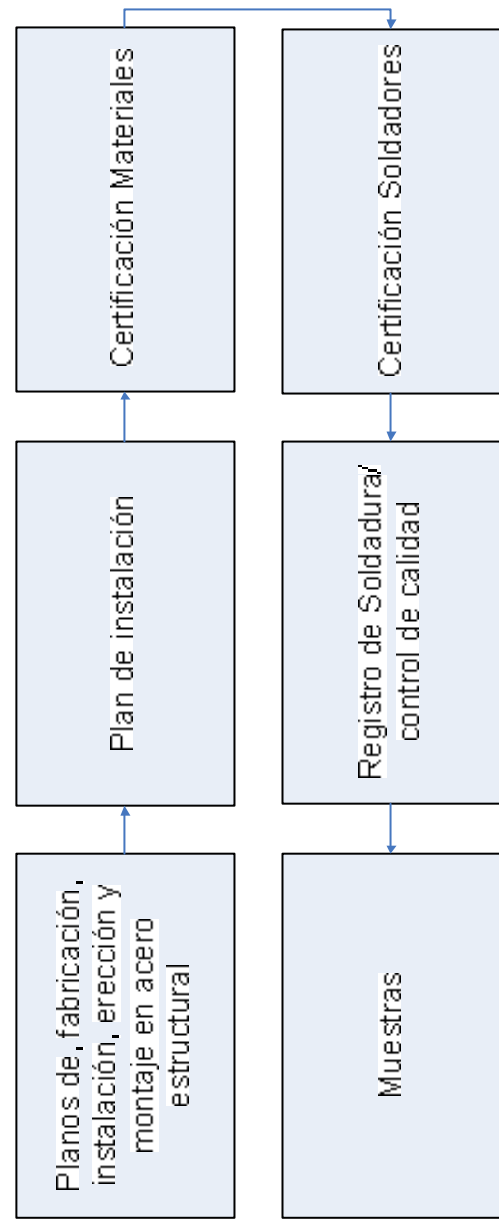 Planos de, fabricación,
instalación, erección y
montaje en acero
estructural
Plan de instalación
Certificación Materiales
Certificación Soldadores
Registro de Soldadura/
control de calidad
Muestras